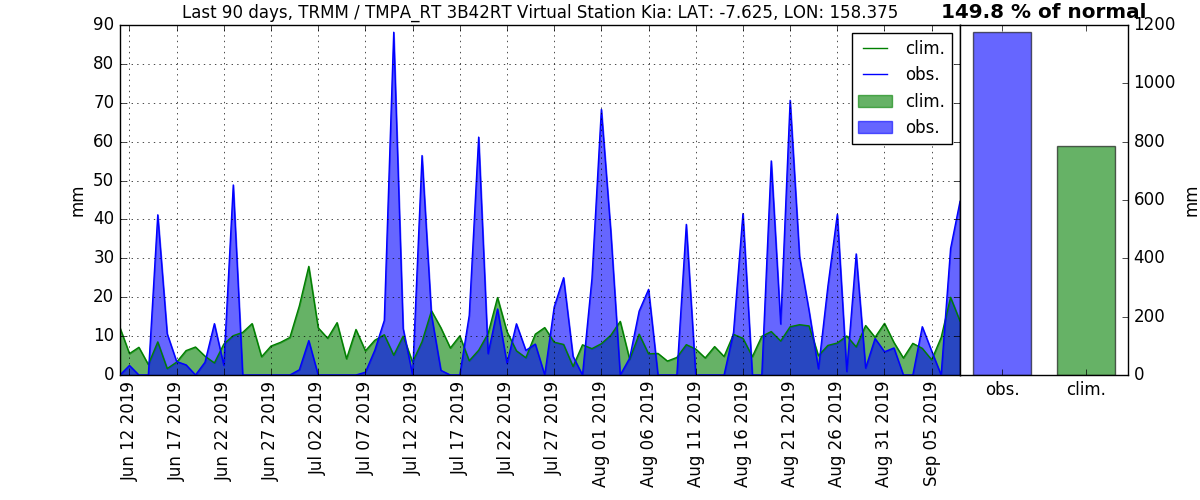 Last 90 days, TRMM / TMPA_RT 3B42RT Virtual Station Kia: LAT: -7.625, LON: 158.375
149.8 % of normal
90
80
70
60
50
40
30
20
10
0
mm
clim.
obs.
clim.
obs.
1200
1000
800
600
400
200
0
mm
obs.
clim.
Jun 12 2019
Jun 17 2019
Jun 22 2019
Jun 27 2019
Jul 02 2019
Jul 07 2019
Jul 12 2019
Jul 17 2019
Jul 22 2019
Jul 27 2019
Aug 01 2019
Aug 06 2019
Aug 11 2019
Aug 16 2019
Aug 21 2019
Aug 26 2019
Aug 31 2019
Sep 05 2019